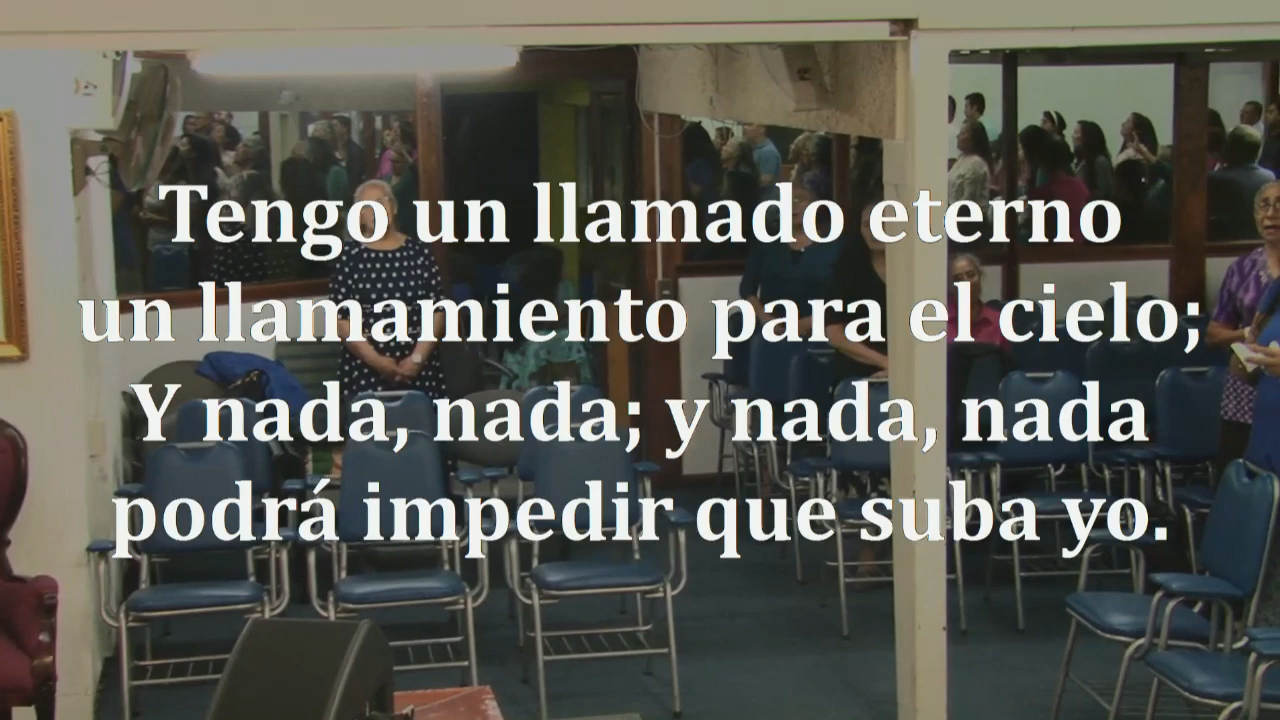 Tengo un llamado eterno
un llamamiento para el cielo;
Y nada, nada; y nada, nada
podrá impedir que suba yo.